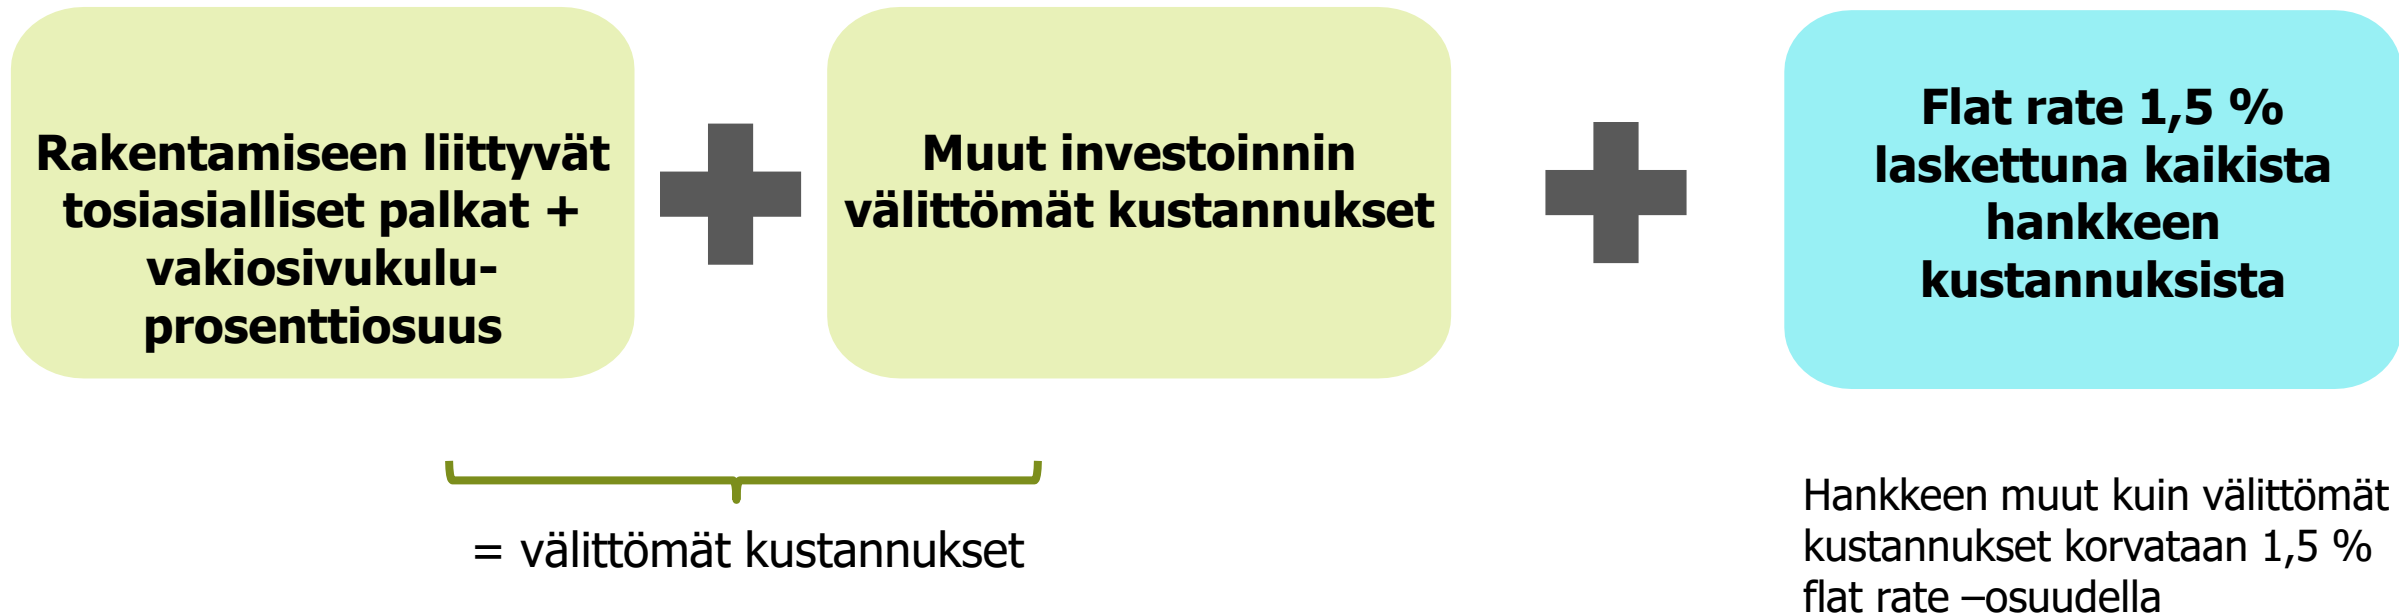 Rakentamiseen liittyvät
tosiasialliset palkat +
vakiosivukulu-
prosenttiosuus
Muut investoinnin
välittömät kustannukset
Flat rate 1,5 %
laskettuna kaikista
hankkeen
kustannuksista
= välittömät kustannukset
Hankkeen muut kuin välittömät
kustannukset korvataan 1,5 %
flat rate –osuudella